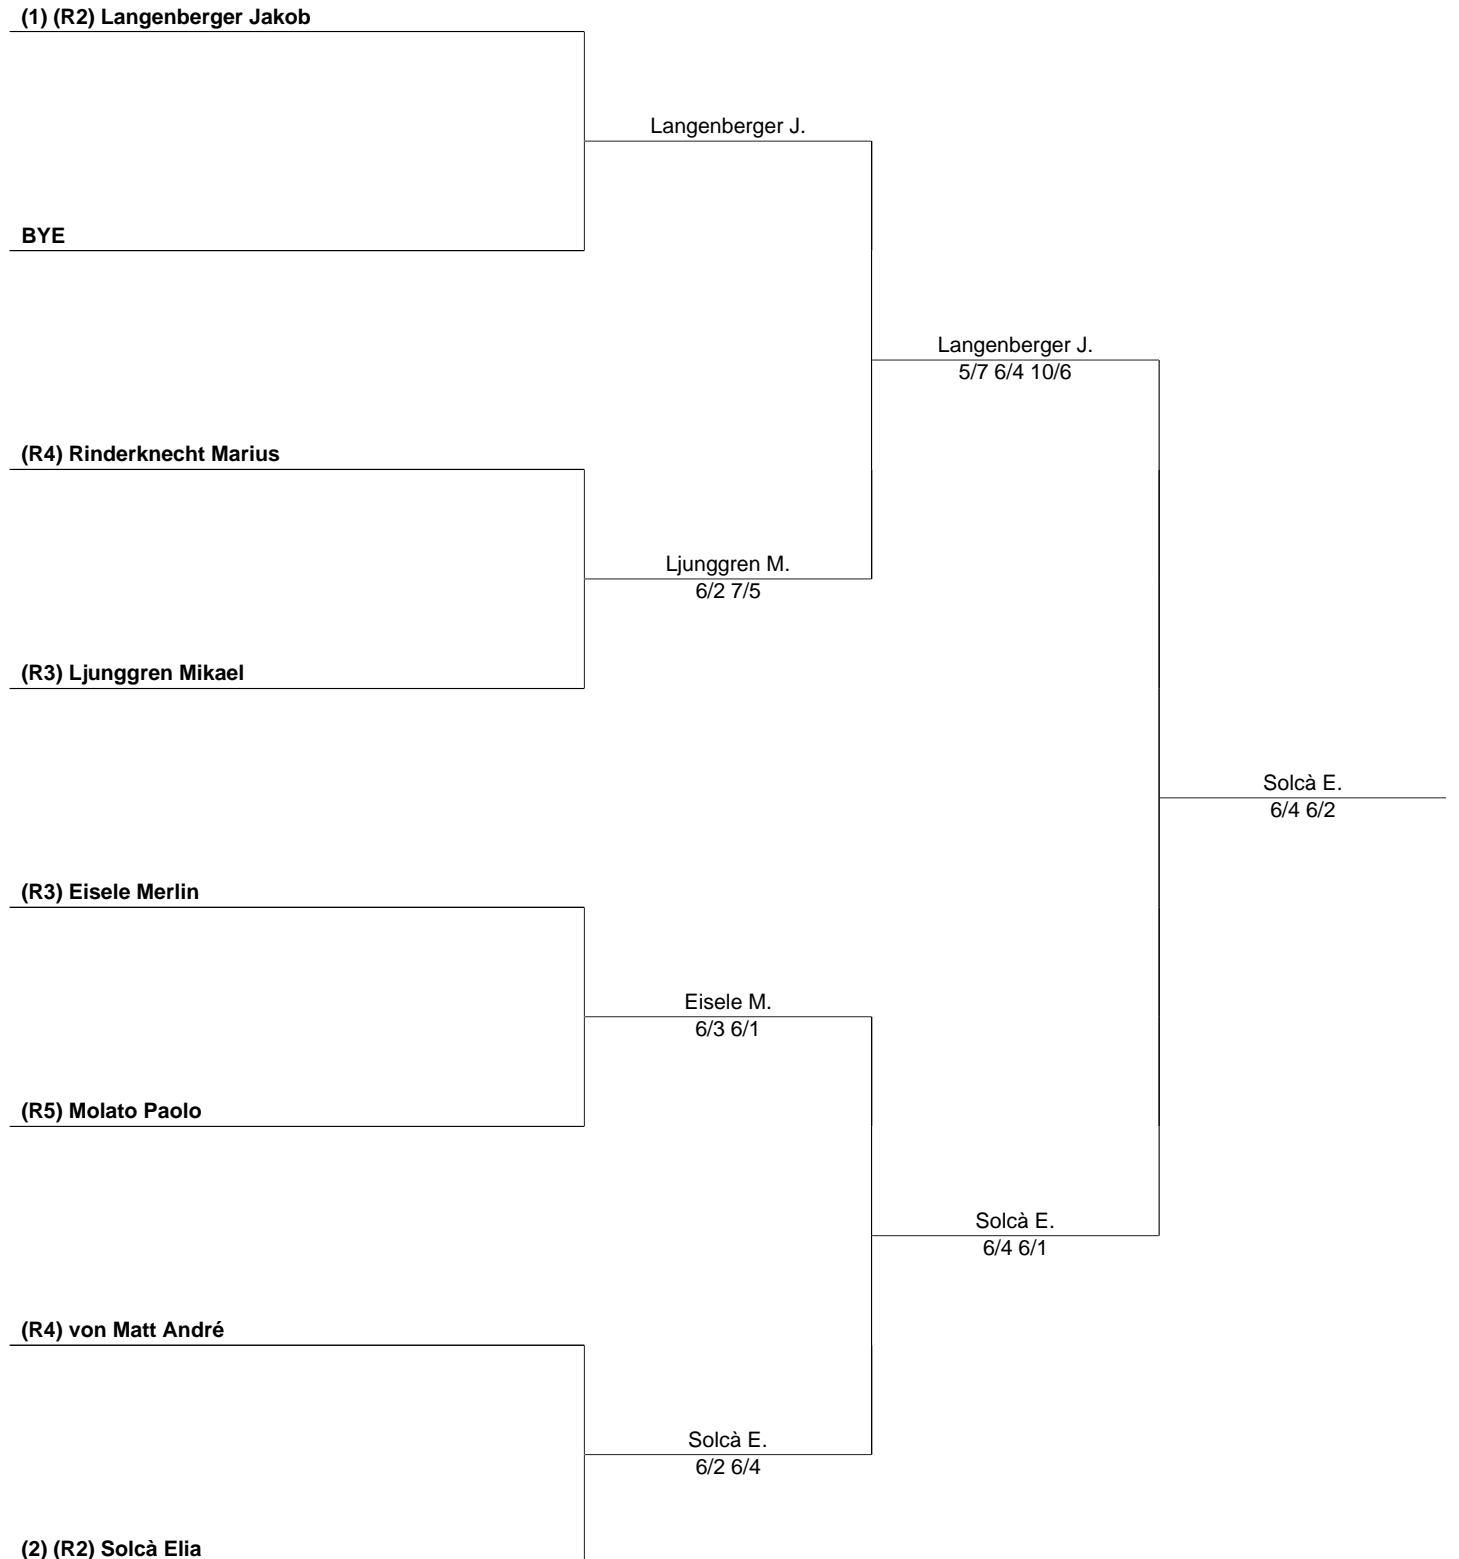 (1) (R2) Langenberger Jakob
Langenberger J.
BYE
Langenberger J.
5/7 6/4 10/6
(R4) Rinderknecht Marius
Ljunggren M.
6/2 7/5
(R3) Ljunggren Mikael
Solcà E.
6/4 6/2
(R3) Eisele Merlin
Eisele M.
6/3 6/1
(R5) Molato Paolo
Solcà E.
6/4 6/1
(R4) von Matt André
Solcà E.
6/2 6/4
(2) (R2) Solcà Elia